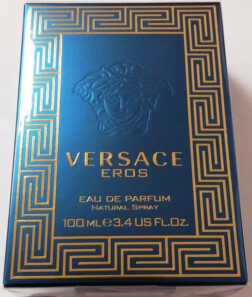 VERSACE
EROS
EAU DE PARFUM
NATURAL SPRAY
100 ML℮3.4 US FL.OZ.